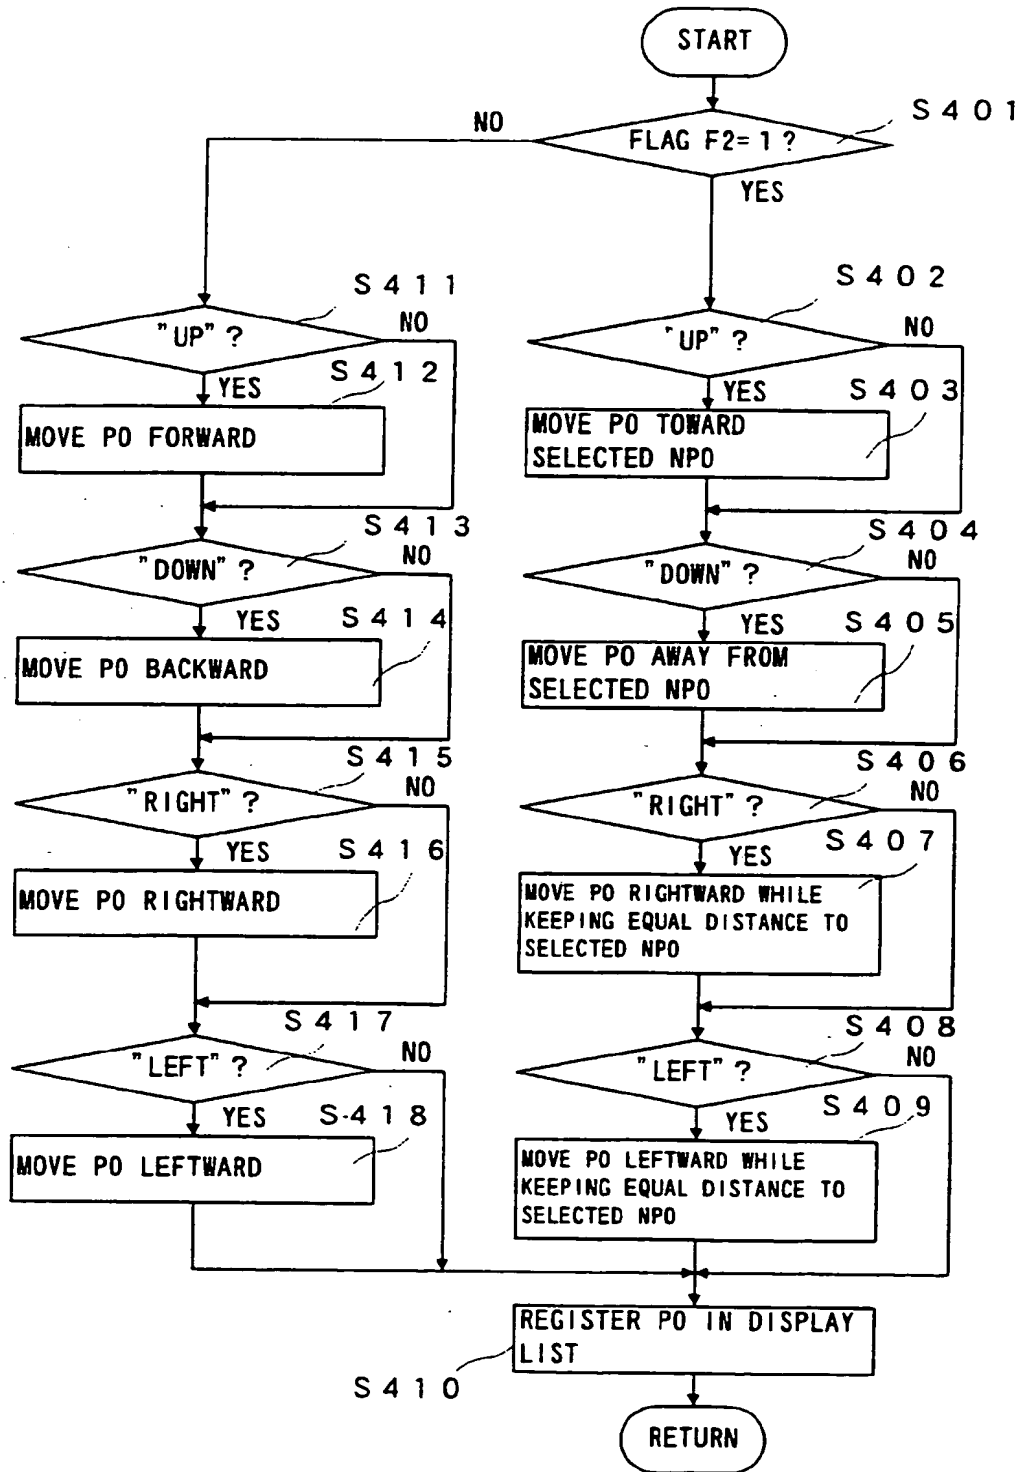 START
S401
NO
FLAG F2=1?
YES
S411
S402
"UP"?
NO
"UP"?
NO
S412
YES
YES
S403
MOVE PO FORWARD
MOVE PO TOWARD
SELECTED NPO
S413
S404
NO
NO
"DOWN"?
"DOWN"?
YES
S414
YES
S405
MOVE PO BACKWARD
MOVE PO AWAY FROM
SELECTED NPO
S415
S406
NO
NO
"RIGHT"?
"RIGHT"?
YES
S416
YES
S407
MOVE PO RIGHTWARD
MOVE PO RIGHTWARD WHILE
KEEPING EQUAL DISTANCE TO
SELECTED NPO
S417
S408
"LEFT"?
NO
"LEFT"?
NO
YES
S-418
YES
S409
MOVE PO LEFTWARD
MOVE PO LEFTWARD WHILE
KEEPING EQUAL DISTANCE TO
SELECTED NPO
REGISTER PO IN DISPLAY
LIST
S410
RETURN